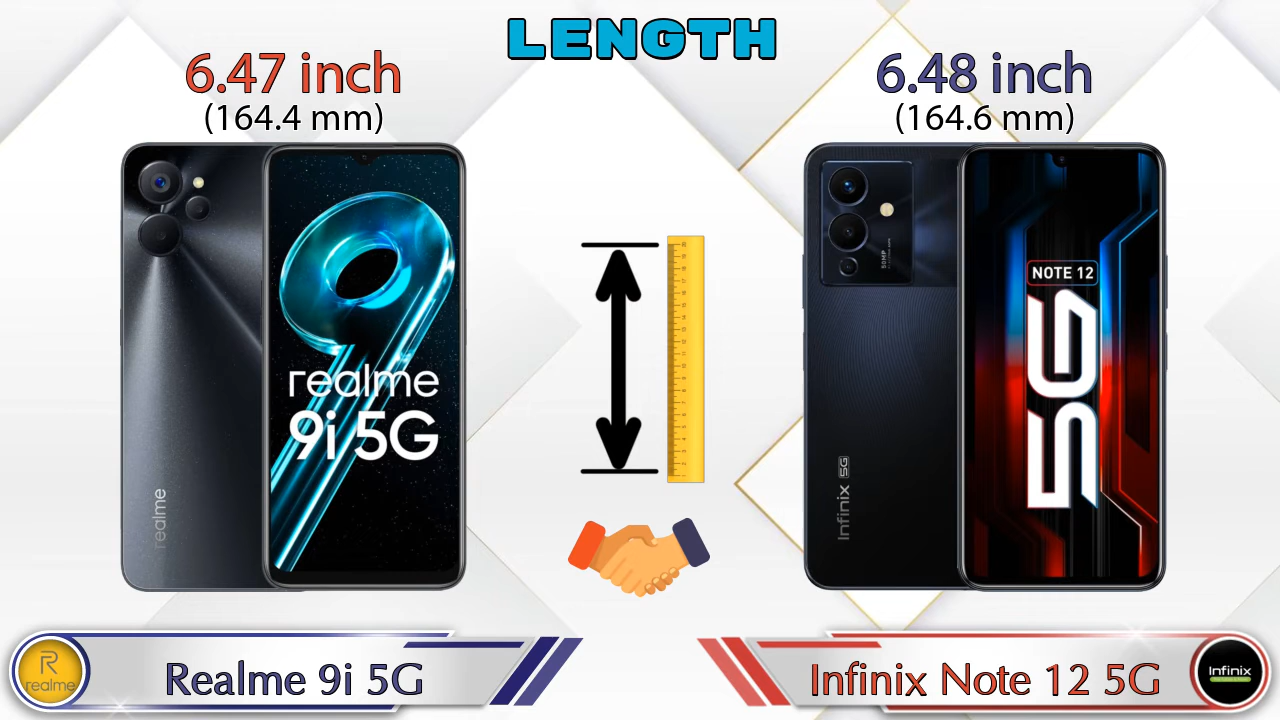 LENGTH
6.47 inch
(164.4 mm)
6.48 inch
(164.6 mm)
realme
9i 5G
realme
NOTE 12
5G
50MP
Infinix 5G
R
realme
Realme 9i 5G
Infinix Note 12 5G
Infinix